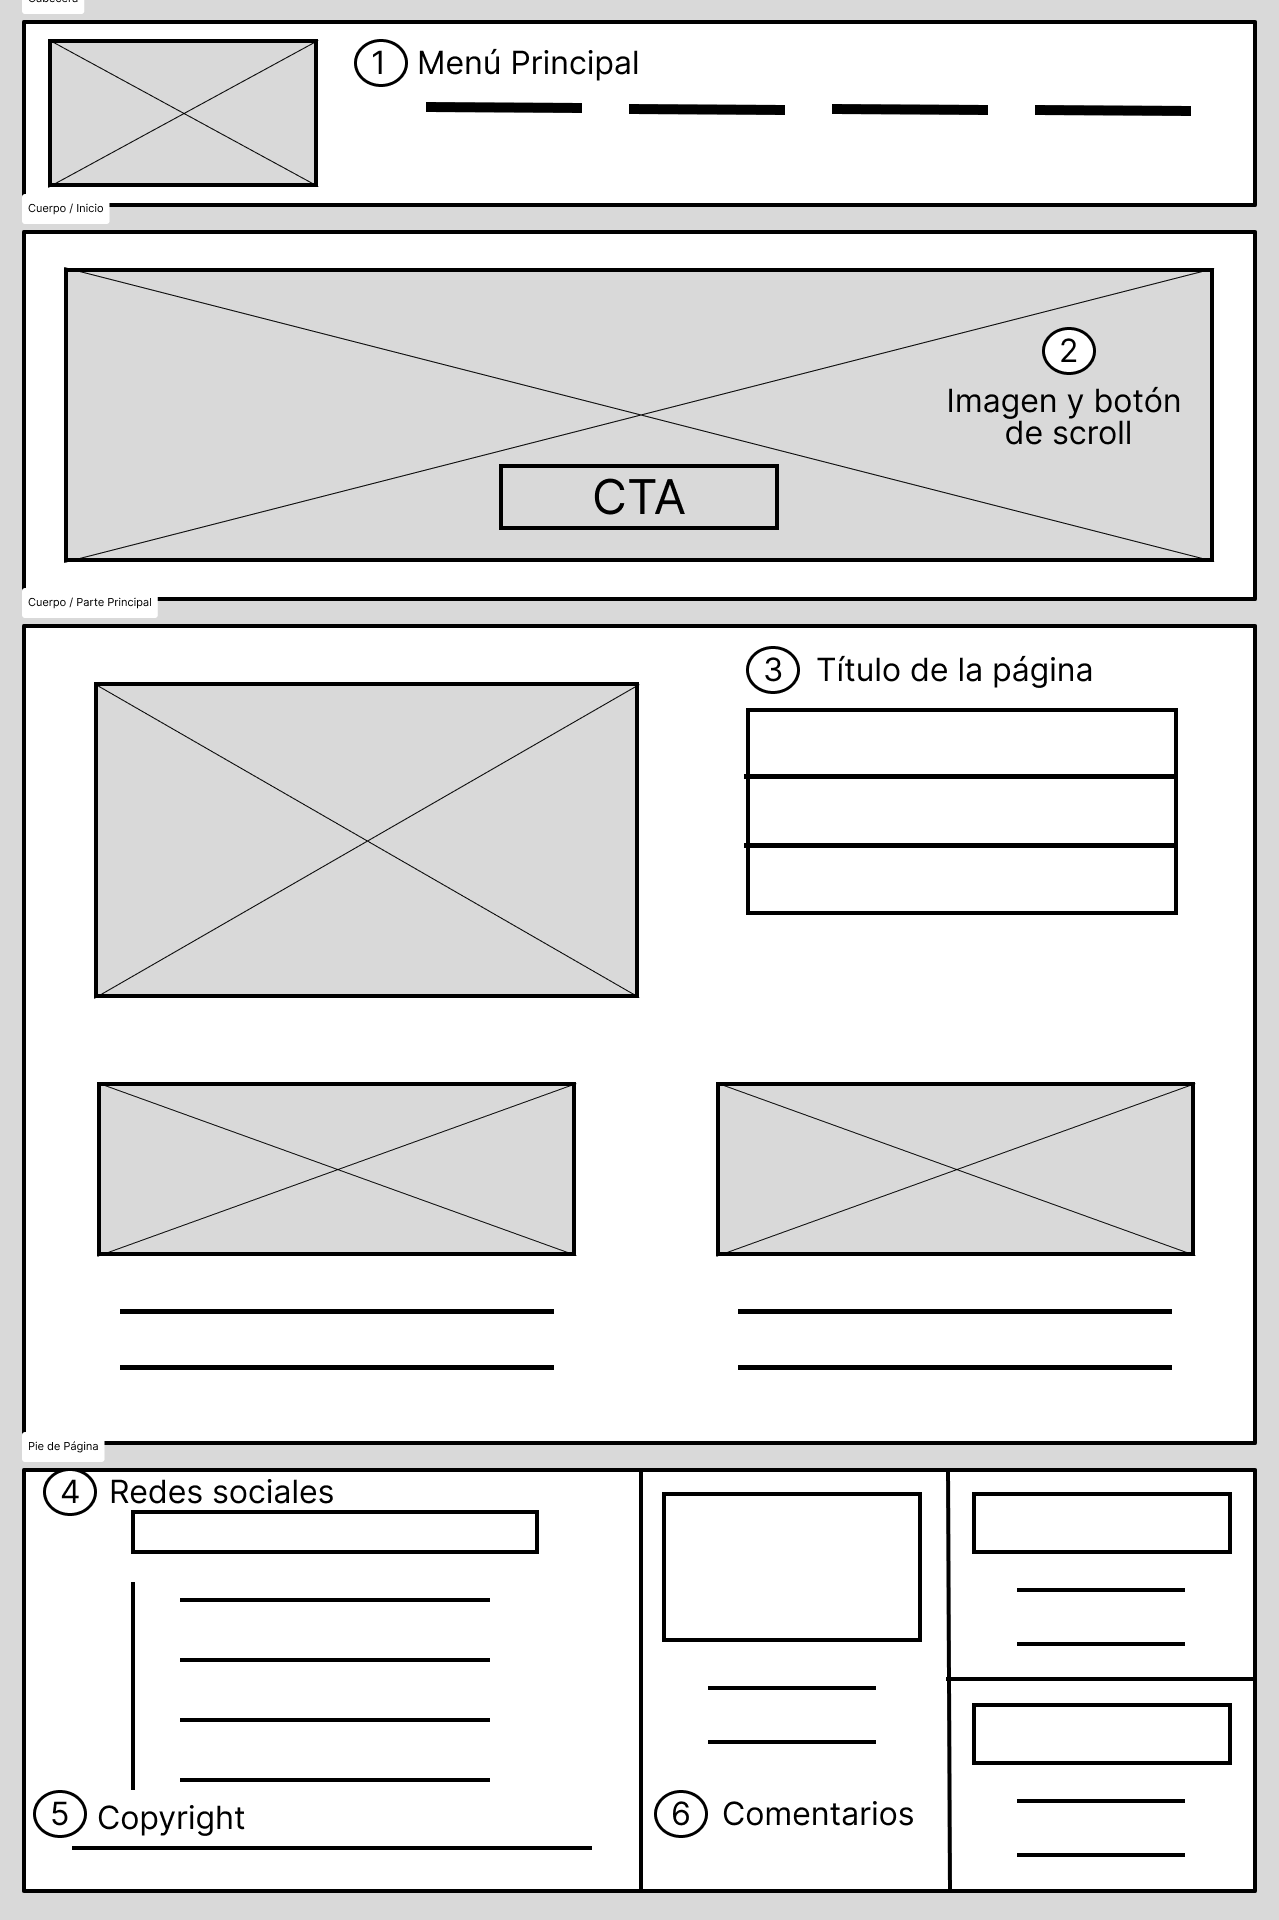 Cabecera
1 Menú Principal
Cuerpo / Inicio
2
Imagen y botón
de scroll
CTA
Cuerpo / Parte Principal
3 Título de la página
Pie de Página
4 Redes sociales
5 Copyright
6 Comentarios